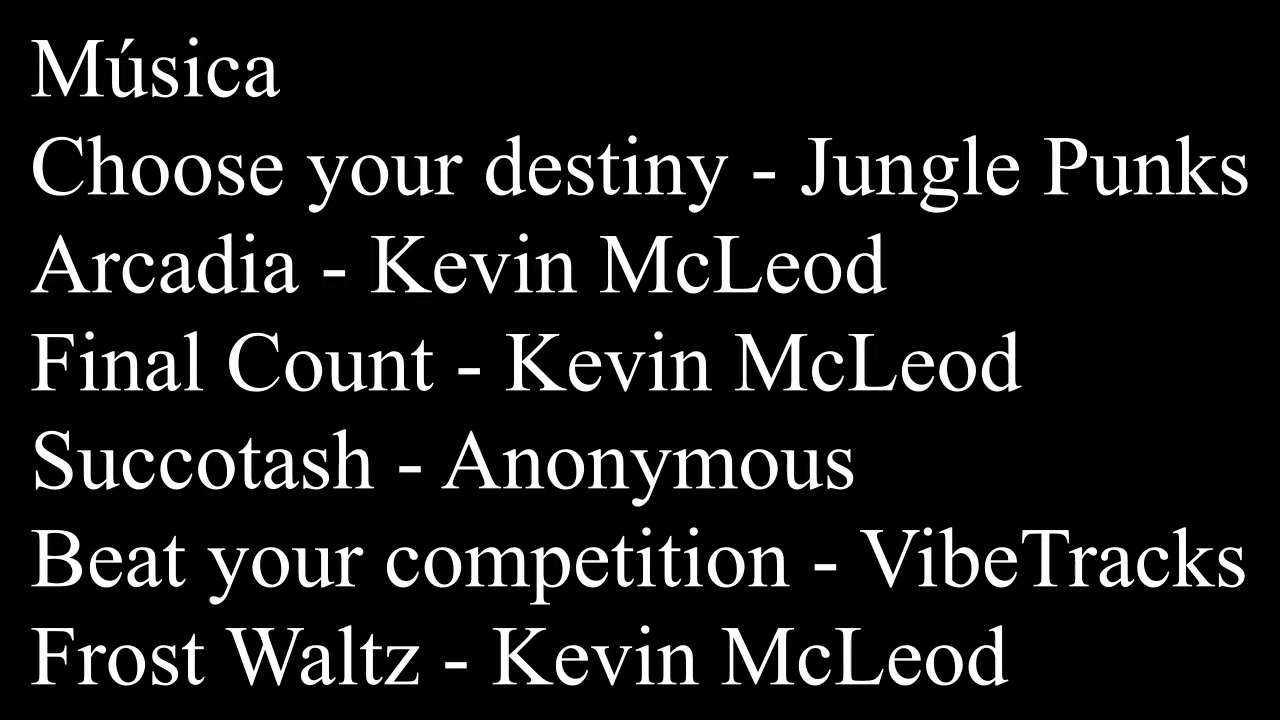 Música
Choose your destiny - Jungle Punks
Arcadia - Kevin McLeod
Final Count - Kevin McLeod
Succotash - Anonymous
Beat your competition - VibeTracks
Frost Waltz - Kevin McLeod